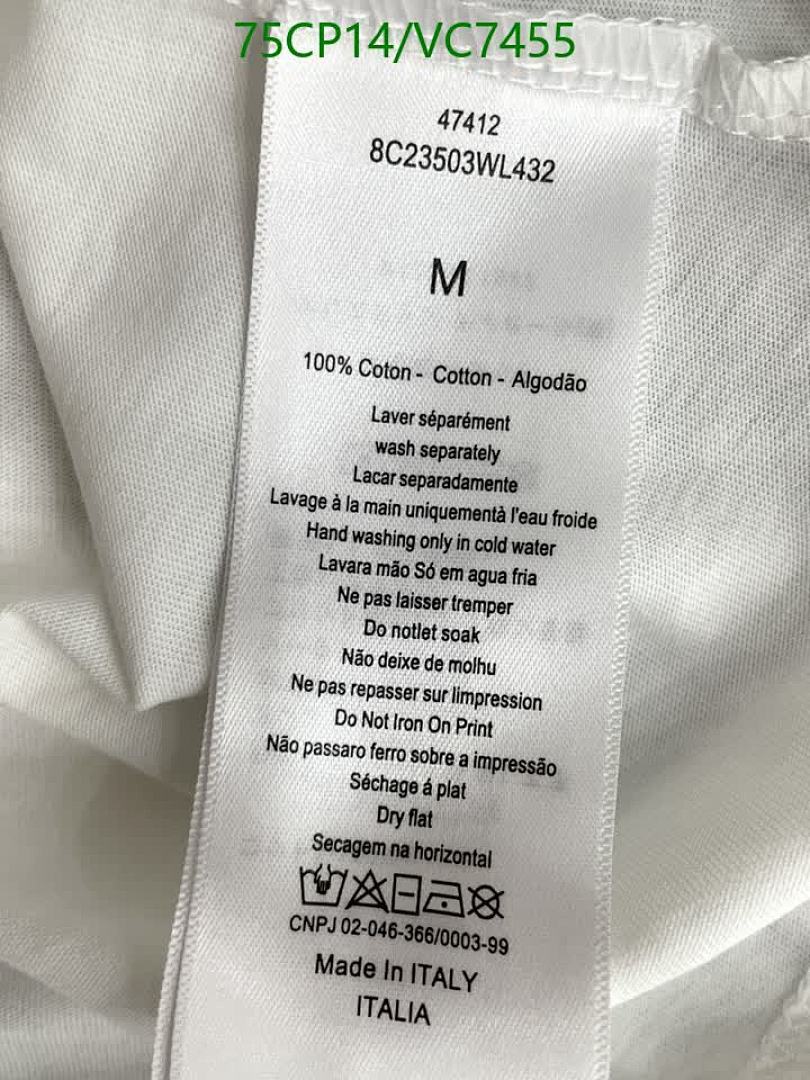 75CP14/VC7455
47412
8C23503WL432
M
100% Coton - Cotton - Algodão
Laver séparément
wash separately
Lacar separadamente
Lavage à la main uniquementà l'eau froide
Hand washing only in cold water
Lavara mão Só em agua fria
Ne pas laisser tremper
Do notlet soak
Não deixe de molhu
Ne pas repasser sur limpression
Do Not Iron On Print
Não passaro ferro sobre a impressão
Séchage á plat
Dry flat
Secagem na horizontal
CNPJ 02-046-366/0003-99
Made In ITALY
ITALIA